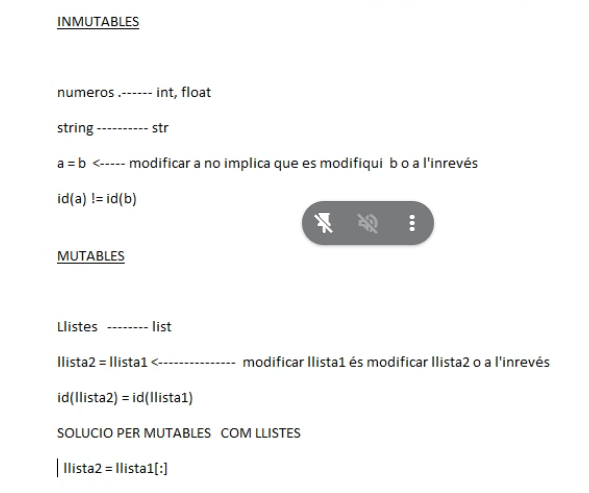 INMUTABLES
numeros .------ int, float
string ---------- str
a = b <----- modificar a no implica que es modifiqui b o a l'inrevés
id(a) != id(b)
MUTABLES
Llistes -------- list
llista2 = llista1 <--------------- modificar llista1 és modificar llista2 o a l'inrevés
id(llista2) = id(llista1)
SOLUCIO PER MUTABLES COM LLISTES
llista2 = llista1[:]